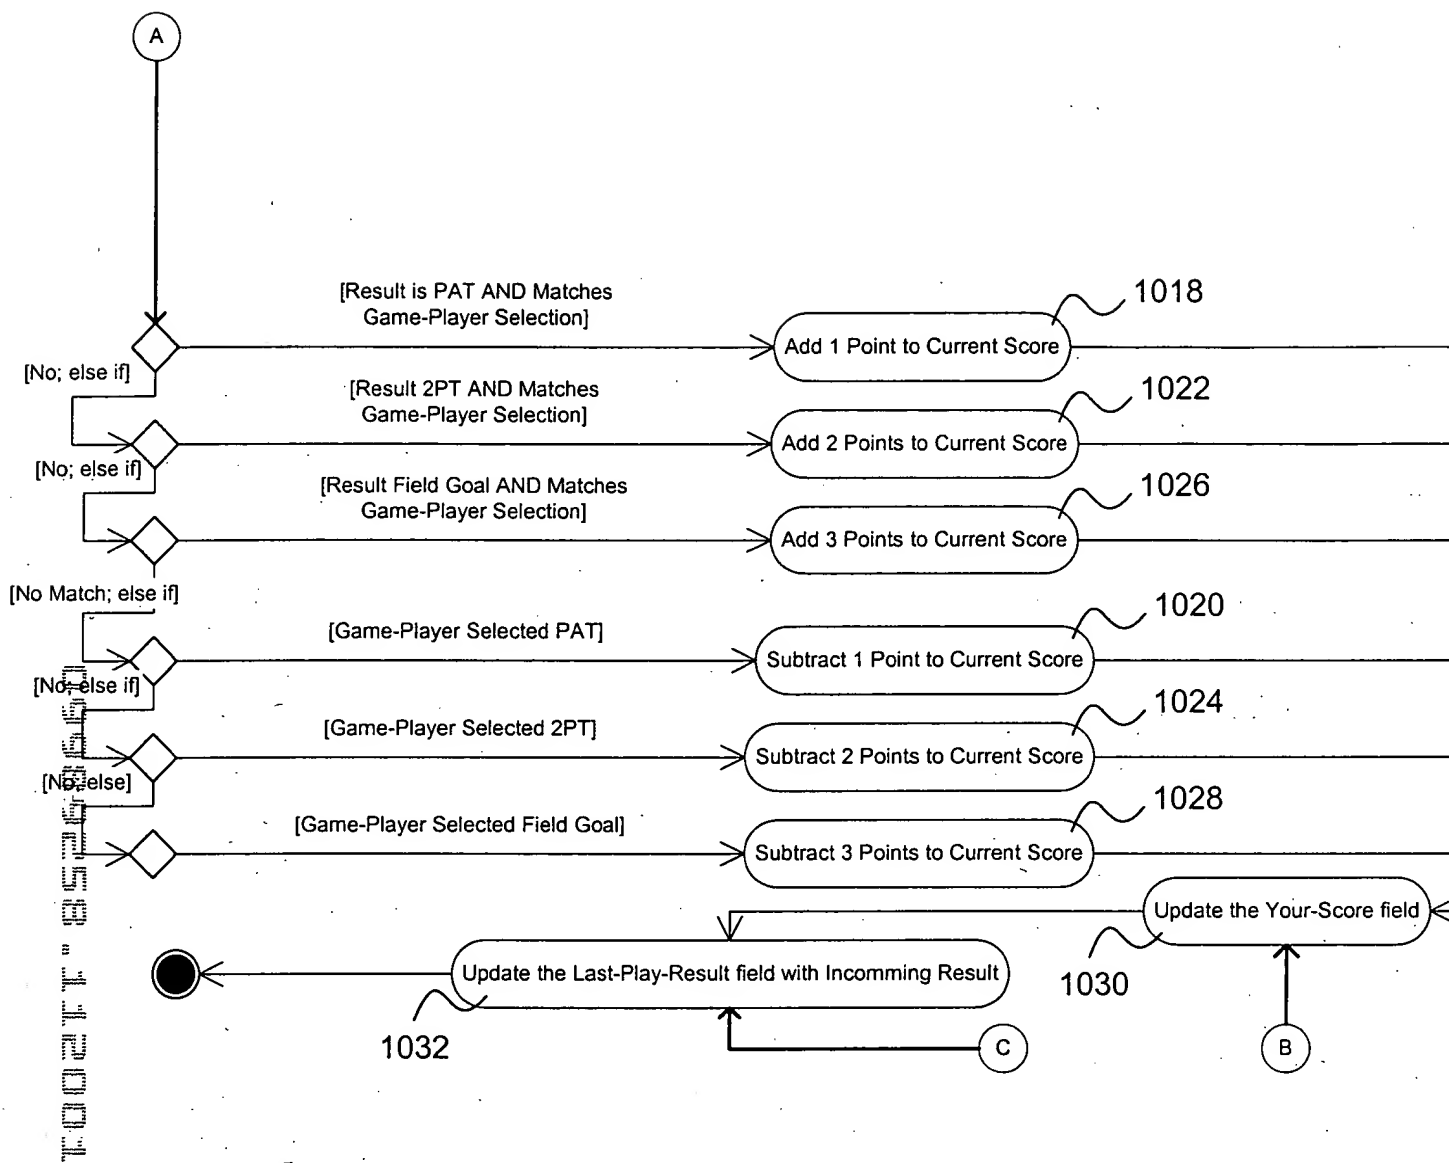 A
[Result is PAT AND Matches
Game-Player Selection]
1018
Add 1 Point to Current Score
[No; else if]
[Result 2PT AND Matches
Game-Player Selection]
1022
Add 2 Points to Current Score
[No; else if]
[Result Field Goal AND Matches
Game-Player Selection]
1026
Add 3 Points to Current Score
[No Match; else if]
[Game-Player Selected PAT]
1020
Subtract 1 Point to Current Score
[No; else if]
[Game-Player Selected 2PT]
1024
Subtract 2 Points to Current Score
[No; else]
[Game-Player Selected Field Goal]
1028
Subtract 3 Points to Current Score
Update the Your-Score field
1030
Update the Last-Play-Result field with Incomming Result
1032
C
B